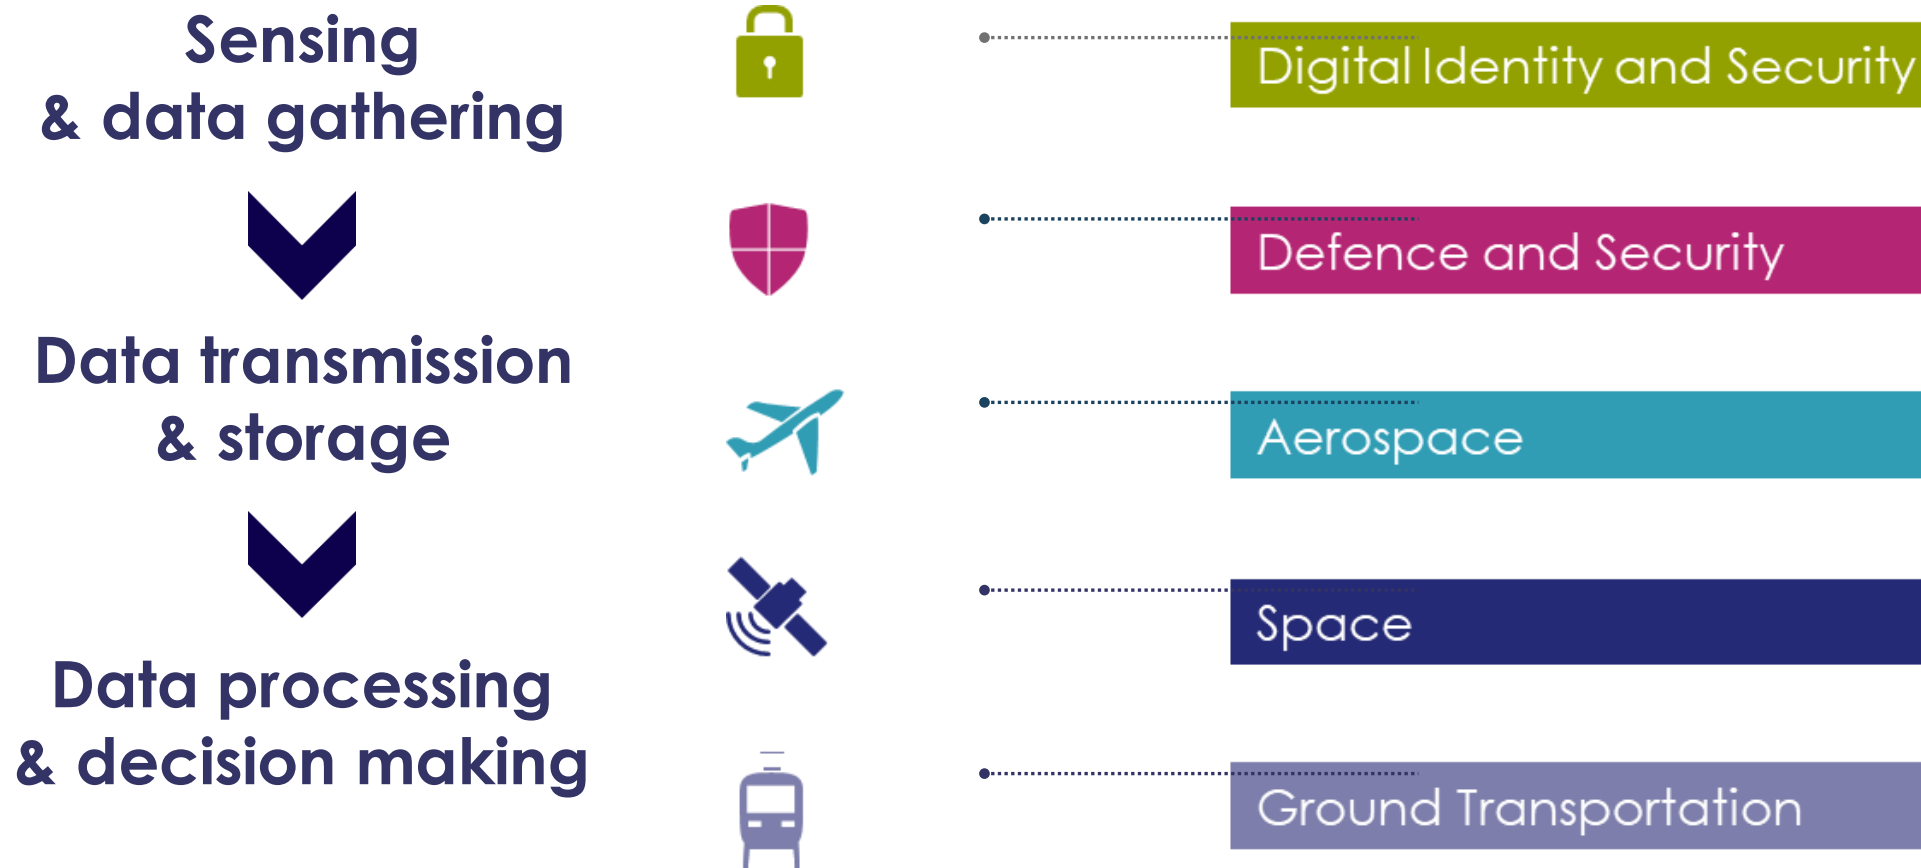 Sensing
& data gathering
Data transmission
& storage
Data processing
& decision making
Digital Identity and Security
Defence and Security
Aerospace
Space
Ground Transportation